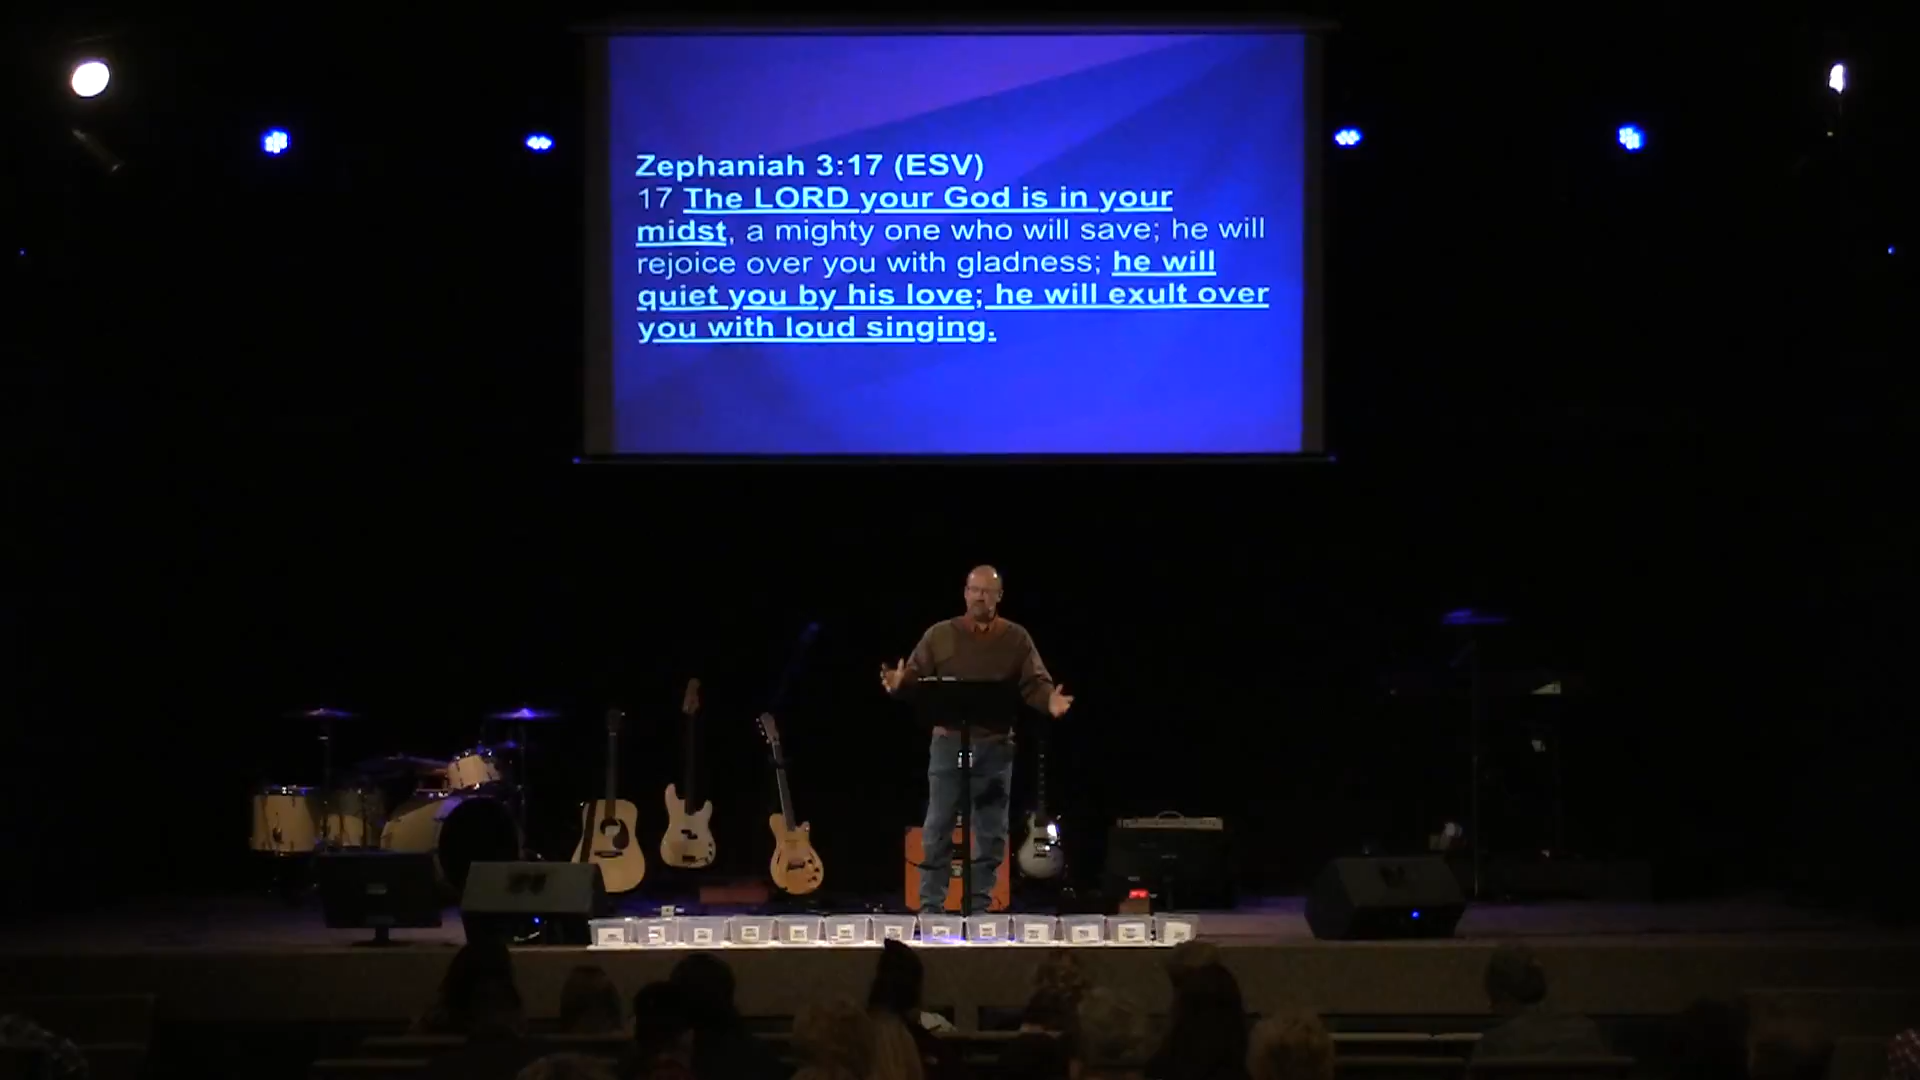 Zephaniah 3:17 (ESV)
17 The LORD your God is in your
midst, a mighty one who will save; he will
rejoice over you with gladness; he will
quiet you by his love; he will exult over
you with loud singing.